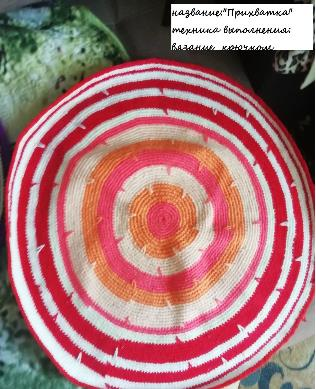 название:"Прихватка"
техника выполнения:
вязание крючком